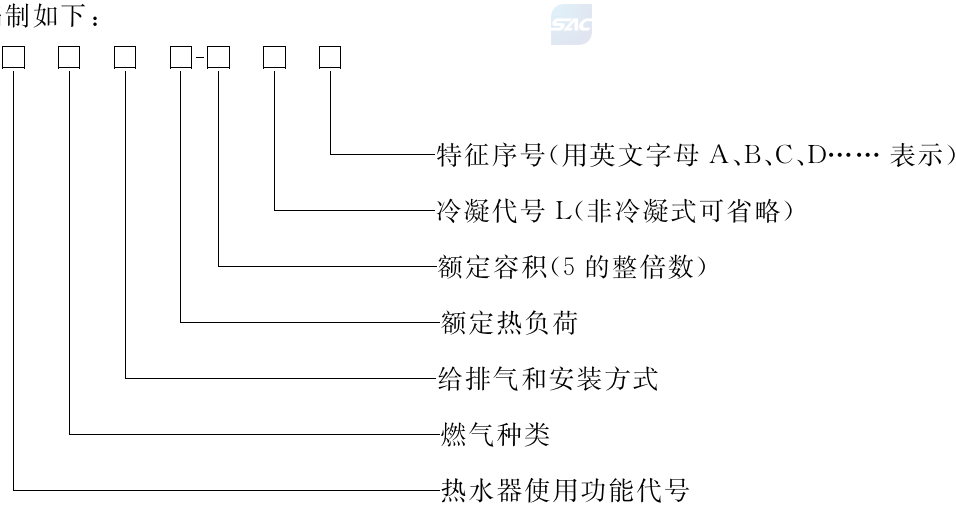 制如下:
SAC
□ □ □ □-□ □ □
特征序号(用英文字母 A、B、C、D…… 表示)
冷凝代号 L(非冷凝式可省略)
额定容积(5 的整倍数)
额定热负荷
给排气和安装方式
燃气种类
热水器使用功能代号